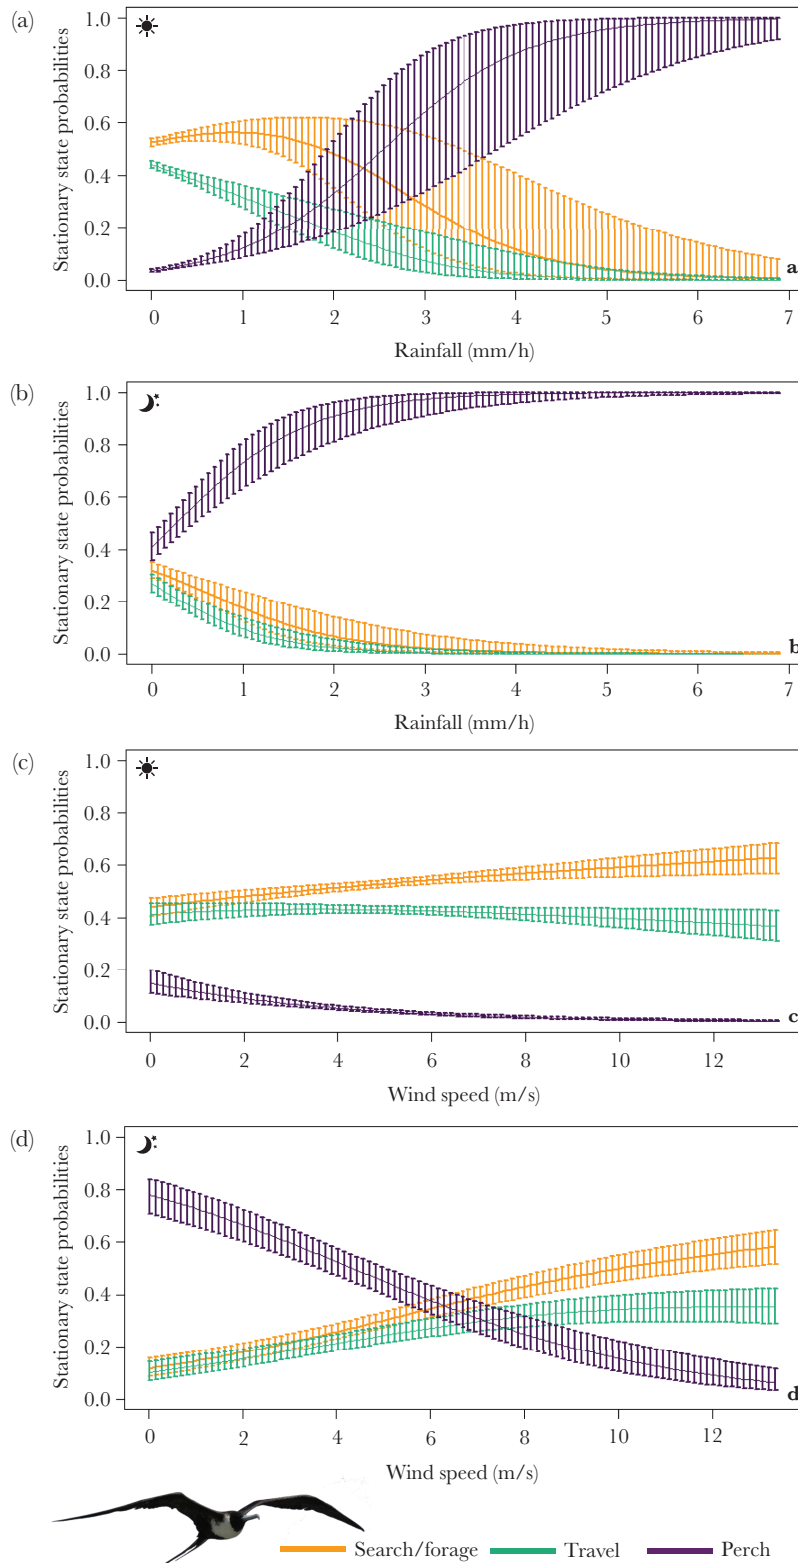 (a)
Stationary state probabilities
1.0
0.8
0.6
0.4
0.2
0.0
0 1 2 3 4 5 6 7
Rainfall (mm/h)
a
(b)
Stationary state probabilities
1.0
0.8
0.6
0.4
0.2
0.0
0 1 2 3 4 5 6 7
Rainfall (mm/h)
b
(c)
Stationary state probabilities
1.0
0.8
0.6
0.4
0.2
0.0
0 2 4 6 8 10 12
Wind speed (m/s)
c
(d)
Stationary state probabilities
1.0
0.8
0.6
0.4
0.2
0.0
0 2 4 6 8 10 12
Wind speed (m/s)
d
Search/forage Travel Perch